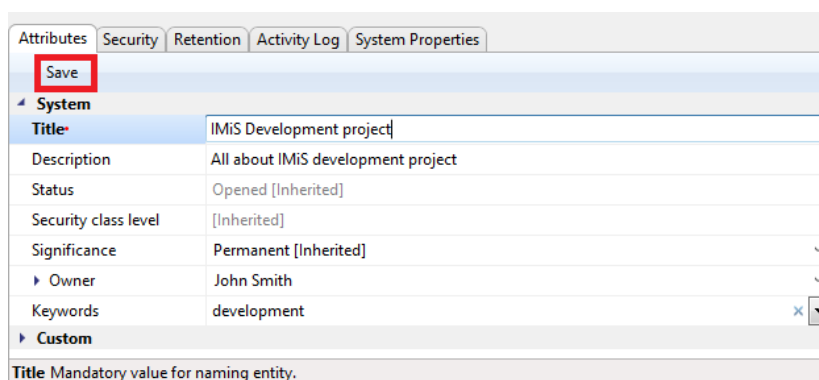 Attributes Security Retention Activity Log System Properties
Save
System
Title•  IMiS Development project
Description All about IMiS development project
Status Opened [Inherited]
Security class level [Inherited]
Significance Permanent [Inherited]
Owner John Smith
Keywords development
Custom
Title Mandatory value for naming entity.